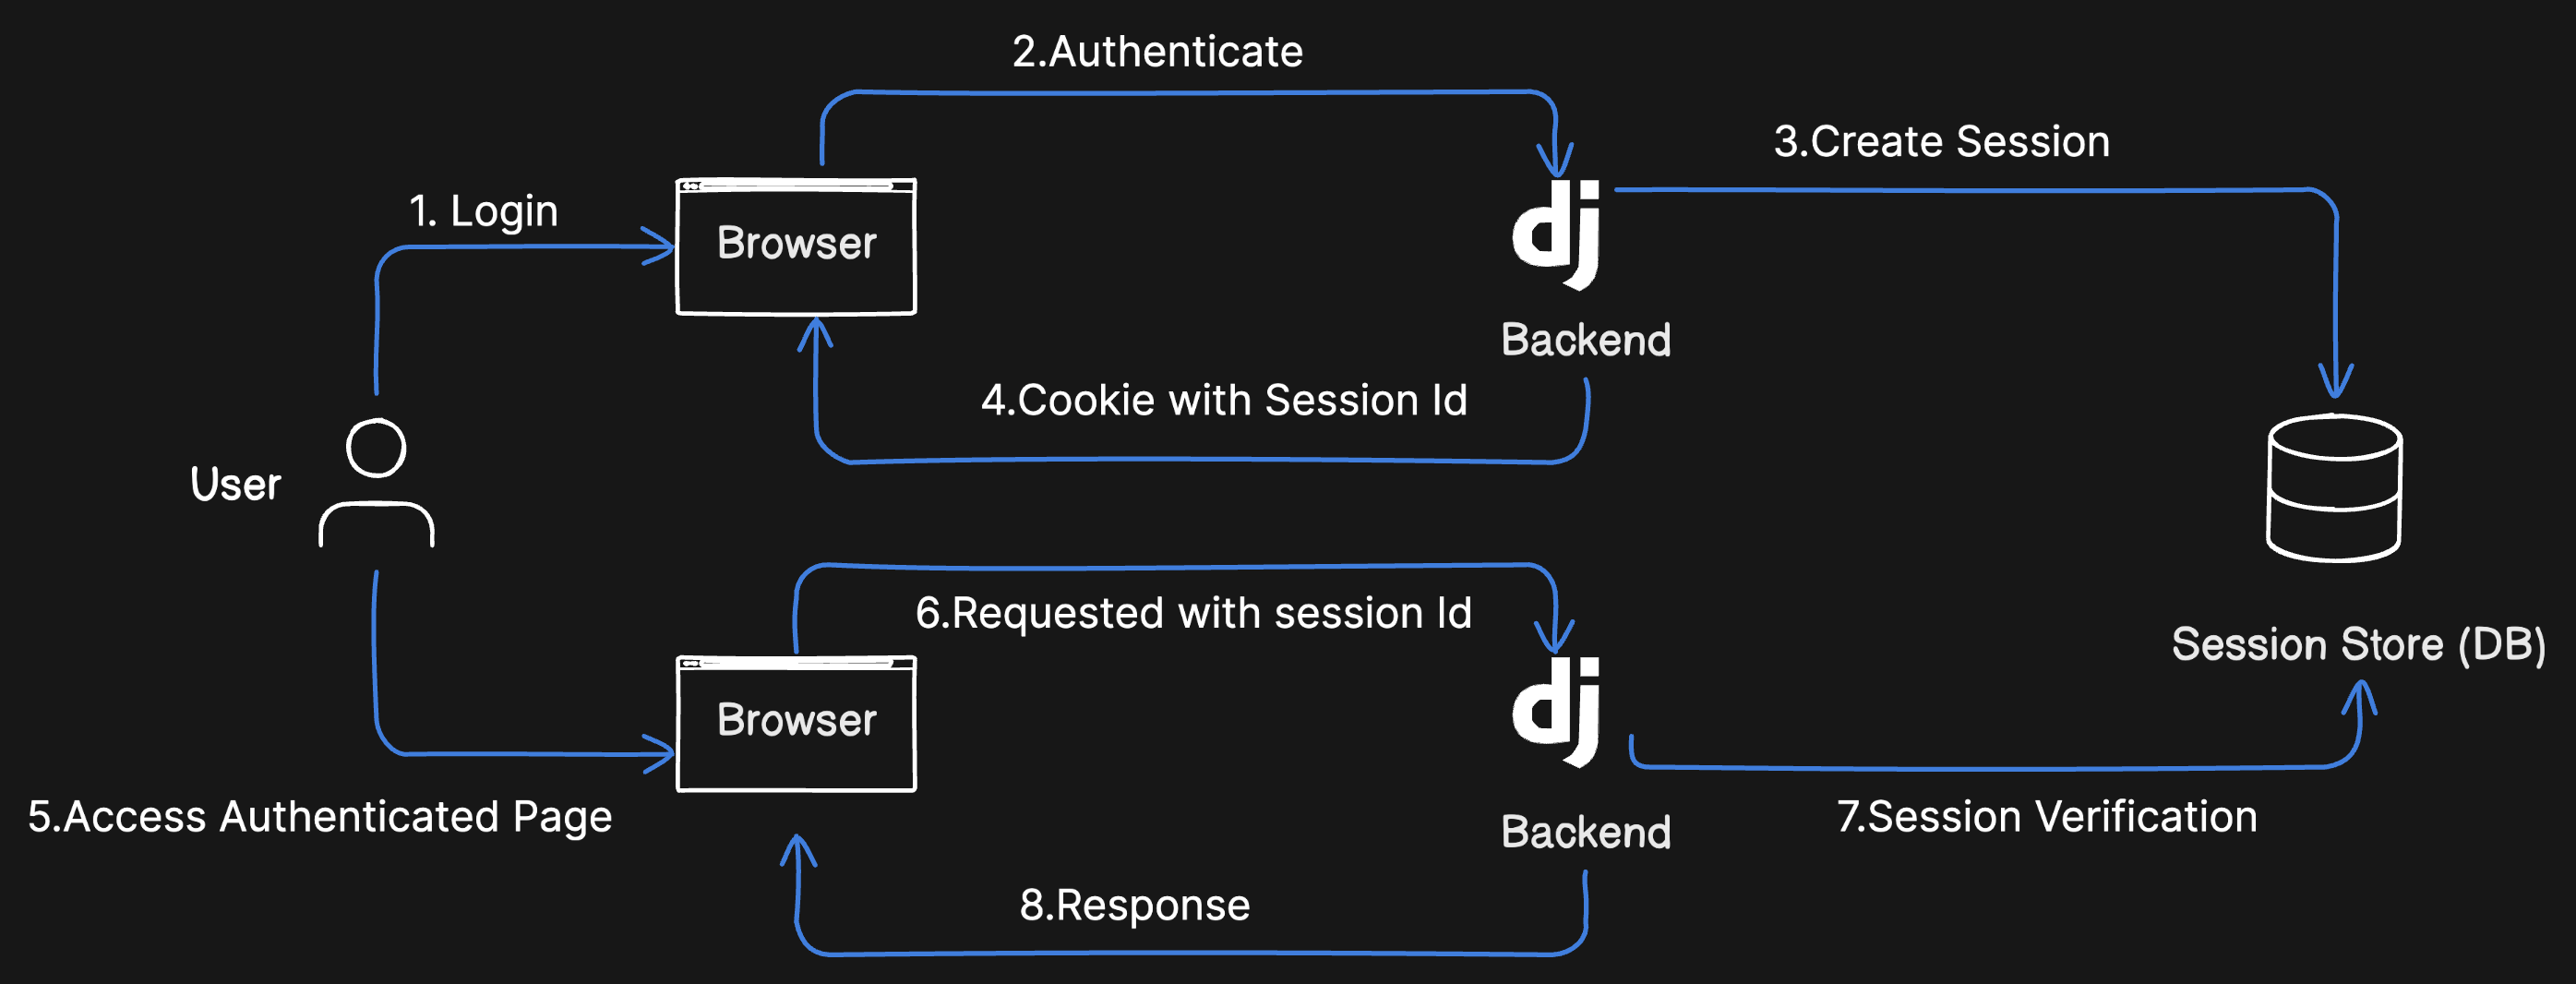 2.Authenticate
3.Create Session
1. Login
Browser
dj
Backend
4.Cookie with Session Id
User
6.Requested with session Id
Session Store (DB)
Browser
dj
5.Access Authenticated Page
Backend
7.Session Verification
8.Response